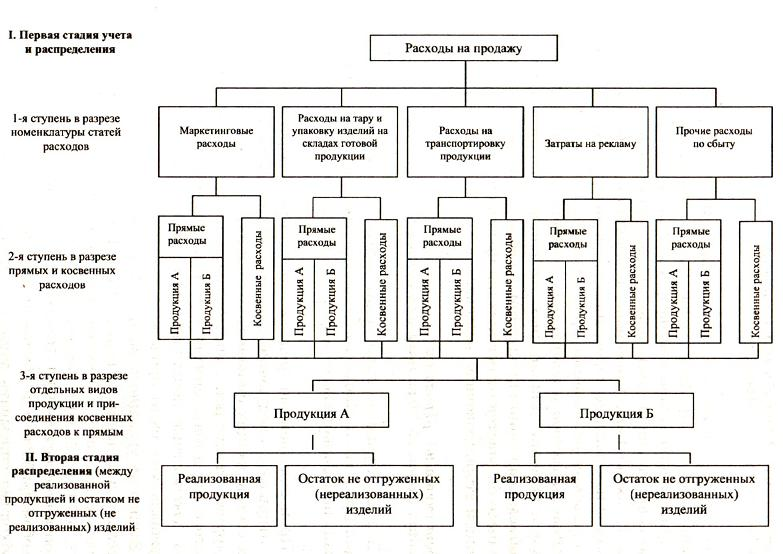 I. Первая стадия учета
и распределения
Расходы на продажу
1-я ступень в разрезе
номенклатуры статей
расходов
Маркетинговые
расходы
Расходы на тару и
упаковку изделий на
складах готовой
продукции
Расходы на
транспортировку
продукции
Затраты на рекламу
Прочие расходы
по сбыту
2-я ступень в разрезе
прямых и косвенных
расходов
Прямые
расходы
Продукция А
Продукция Б
Косвенные расходы
Прямые
расходы
Продукция А
Продукция Б
Косвенные расходы
Прямые
расходы
Продукция А
Продукция Б
Косвенные расходы
Прямые
расходы
Продукция А
Продукция Б
Косвенные расходы
Прямые
расходы
Продукция А
Продукция Б
Косвенные расходы
3-я ступень в разрезе
отдельных видов
продукции и при-
соединения косвенных
расходов к прямым
Продукция А
Продукция Б
II. Вторая стадия
распределения (между
реализованной
продукцией и остатком не
отгруженных (не
реализованных) изделий
Реализованная
продукция
Остаток не отгруженных
(нереализованных)
изделий
Реализованная
продукция
Остаток не отгруженных
(нереализованных)
изделий